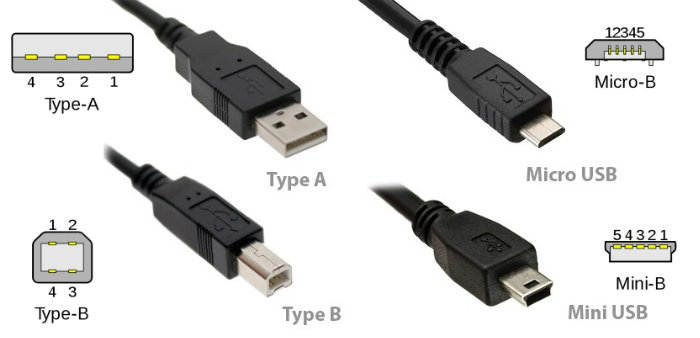 4 3 2 1
Type-A
Type A
12345
Micro-B
Micro USB
1 2
4 3
Type-B
Type B
5 4 3 2 1
Mini-B
Mini USB